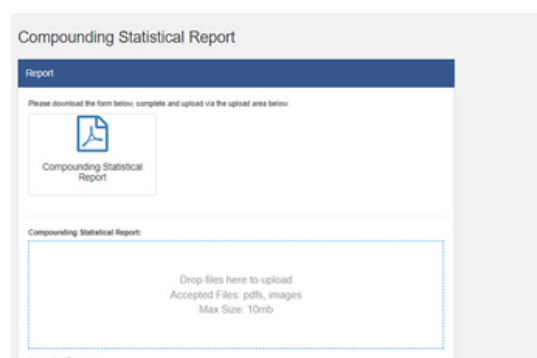 Compounding Statistical Report
Report
Please download the form below, complete and upload via the upload area below.
Compounding Statistical
Report
Compounding Statistical Report:
Drop files here to upload
Accepted Files: pdfs, images
Max Size: 10mb